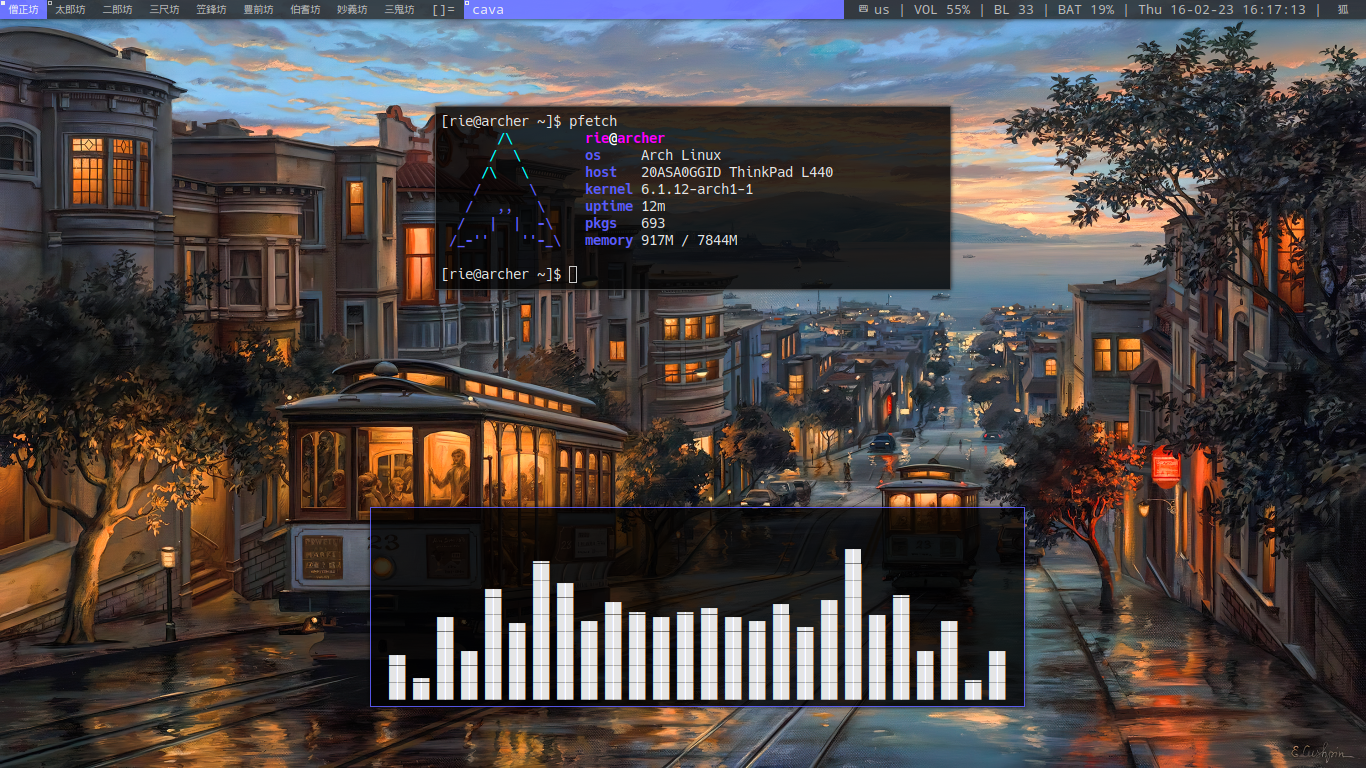 僧正坊 太郎坊 二郎坊 三尺坊 笠鋒坊 豊前坊 伯耆坊 妙義坊 三鬼坊 []= cava us | VOL 55% | BL 33 | BAT 19% | Thu 16-02-23 16:17:13 | 狐
[rie@archer ~]$ pfetch
rie@archer
os Arch Linux
host 20ASA0GGID ThinkPad L440
kernel 6.1.12-arch1-1
uptime 12m
pkgs 693
memory 917M / 7844M
[rie@archer ~]$
23